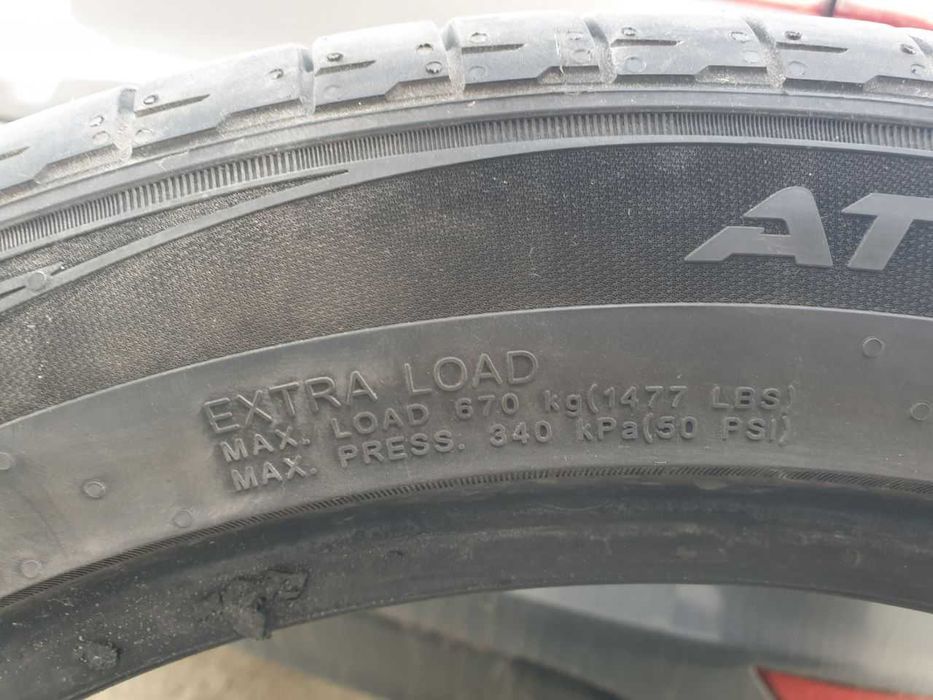 AT
EXTRA LOAD
MAX. LOAD 670 kg(1477 LBS)
MAX. PRESS. 340 kPa(50 PSI)